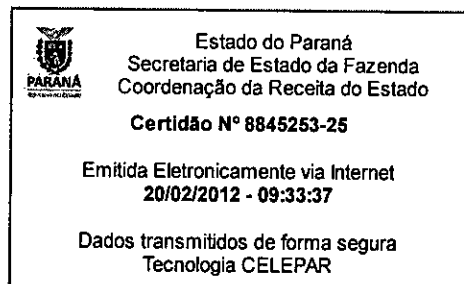 Estado do Paraná
Secretaria de Estado da Fazenda
PARANÁ
Coordenação da Receita do Estado
Certidão Nº 8845253-25
Emitida Eletronicamente via Internet
20/02/2012 - 09:33:37
Dados transmitidos de forma segura
Tecnologia CELEPAR